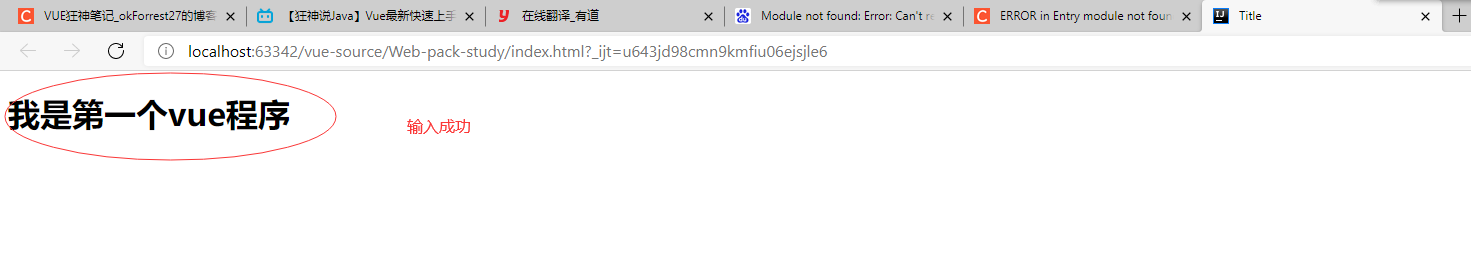 VUE狂神笔记_okForrest27的博客
【狂神说Java】Vue最新快速上手
在线翻译_有道
Module not found: Error: Can't re
ERROR in Entry module not foun
Title
localhost:63342/vue-source/Web-pack-study/index.html?_ijt=u643jd98cmn9kmfiu06ejsjle6
我是第一个vue程序
输入成功